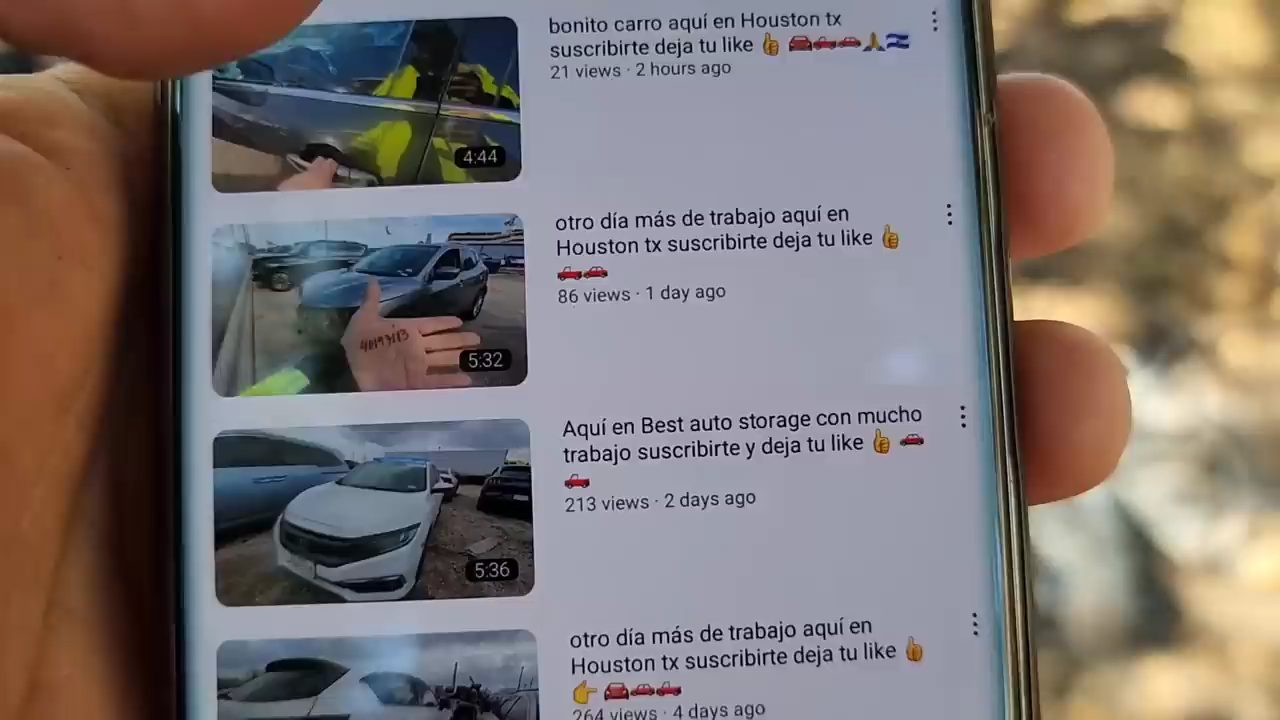 bonito carro aquí en Houston tx
suscribirte deja tu like 👍 🚘🚗🚗🙏🇸🇻
21 views · 2 hours ago
4:44
otro día más de trabajo aquí en
Houston tx suscribirte deja tu like 👍
🚗🚗
86 views · 1 day ago
5:32
Aquí en Best auto storage con mucho
trabajo suscribirte y deja tu like 👍 🚗
🚗
213 views · 2 days ago
5:36
otro día más de trabajo aquí en
Houston tx suscribirte deja tu like 👍
👉 🚘🚗🚗
264 views · 4 days ago